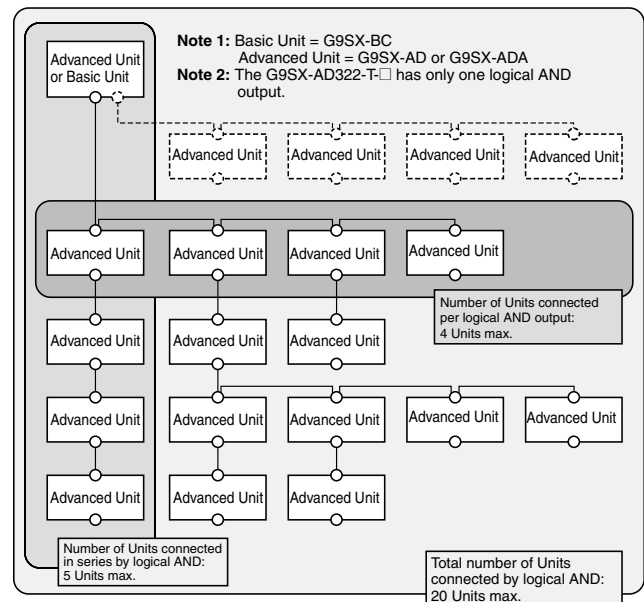 Advanced Unit
or Basic Unit
Note 1: Basic Unit = G9SX-BC
Advanced Unit = G9SX-AD or G9SX-ADA
Note 2: The G9SX-AD322-T-□ has only one logical AND
output.
Advanced Unit Advanced Unit Advanced Unit Advanced Unit
Advanced Unit Advanced Unit Advanced Unit Advanced Unit
Number of Units connected
per logical AND output:
4 Units max.
Advanced Unit Advanced Unit Advanced Unit
Advanced Unit Advanced Unit Advanced Unit Advanced Unit Advanced Unit
Advanced Unit Advanced Unit Advanced Unit
Number of Units connected
in series by logical AND:
5 Units max.
Total number of Units
connected by logical AND:
20 Units max.